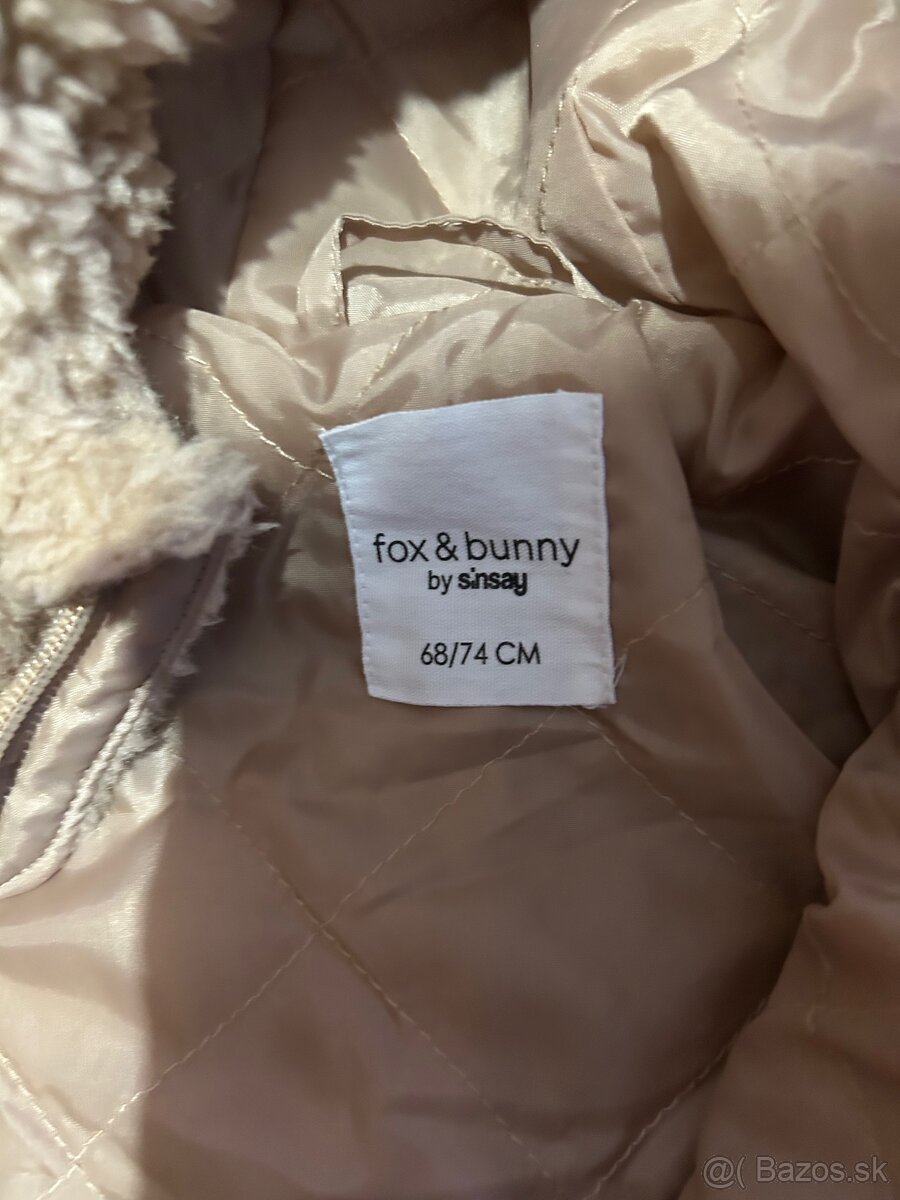 fox & bunny
by sinsay
68/74 CM
@( Bazos.sk